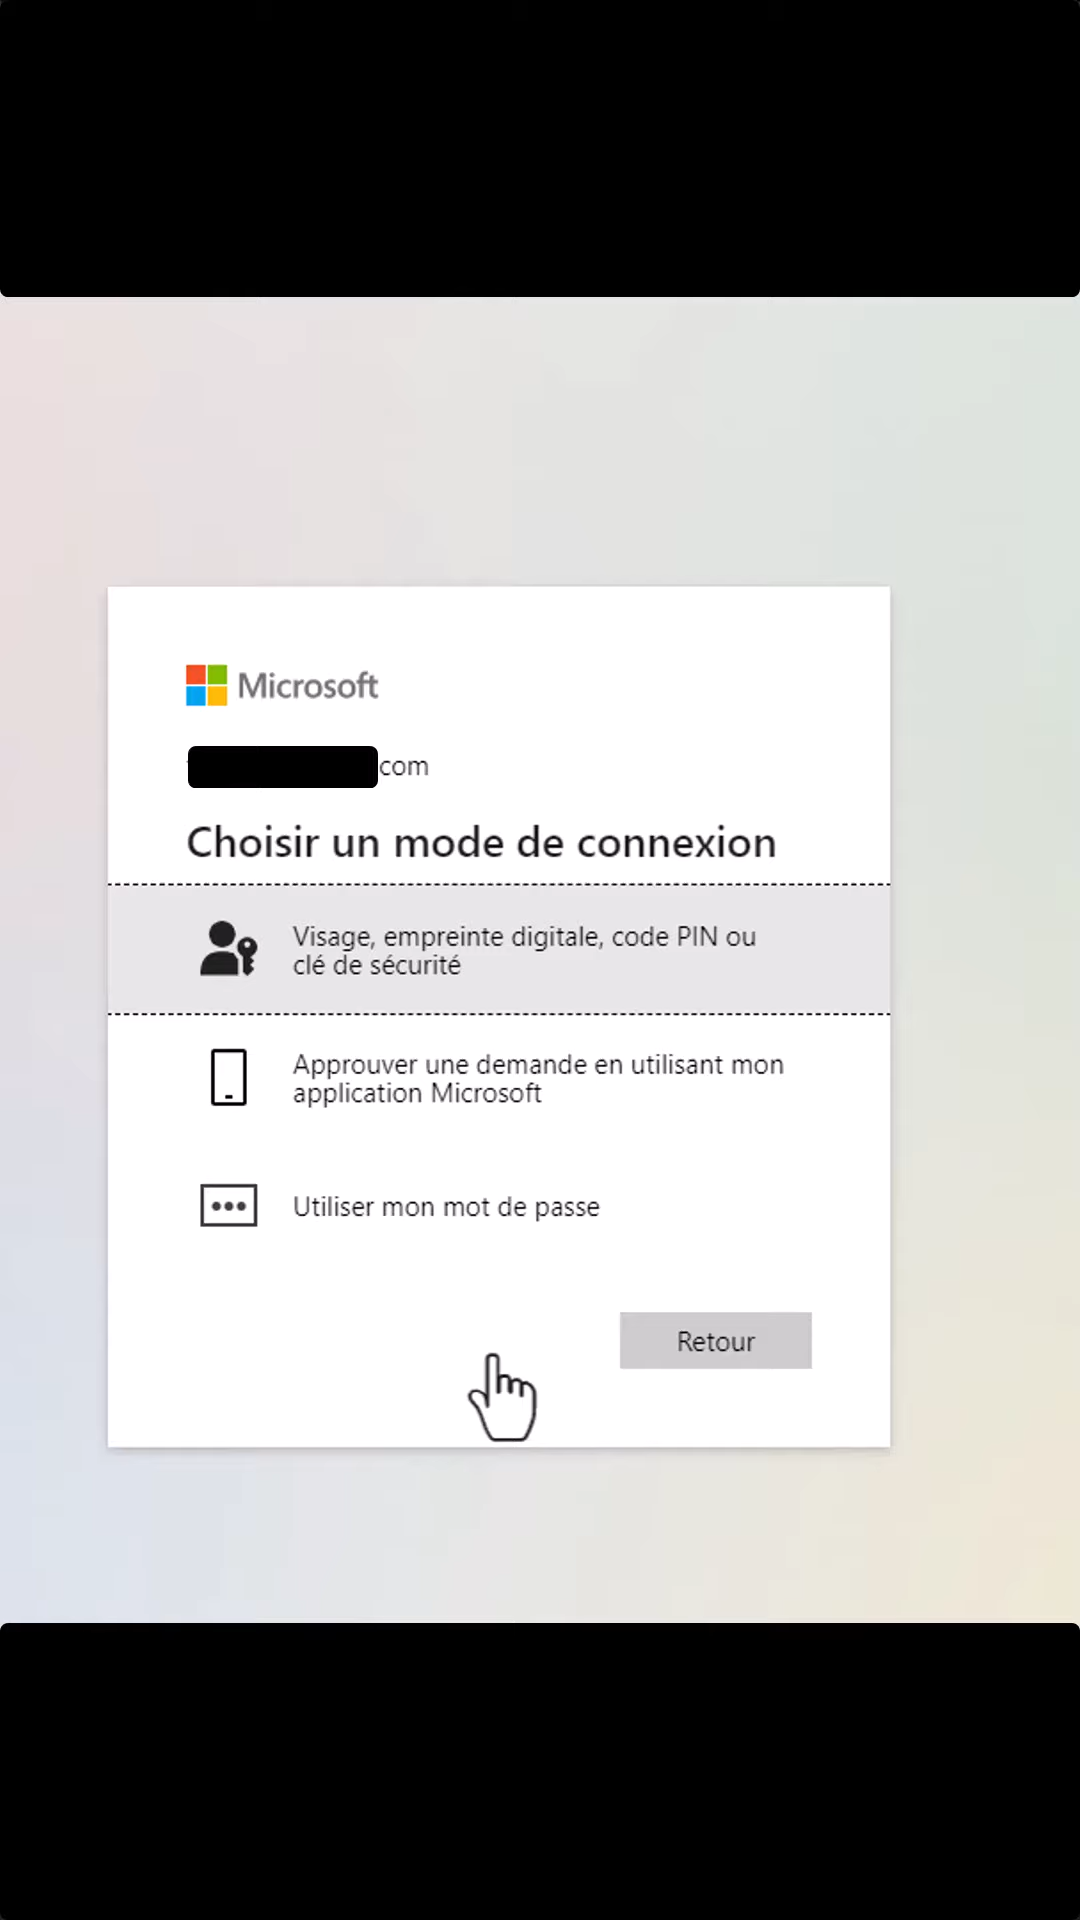 Microsoft
com
Choisir un mode de connexion
Visage, empreinte digitale, code PIN ou
clé de sécurité
Approuver une demande en utilisant mon
application Microsoft
Utiliser mon mot de passe
Retour